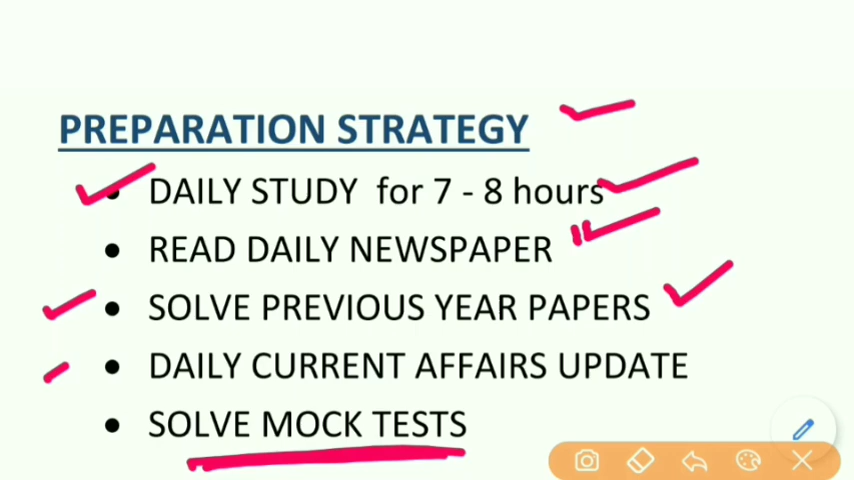 PREPARATION STRATEGY
• DAILY STUDY for 7 - 8 hours
• READ DAILY NEWSPAPER
• SOLVE PREVIOUS YEAR PAPERS
• DAILY CURRENT AFFAIRS UPDATE
• SOLVE MOCK TESTS